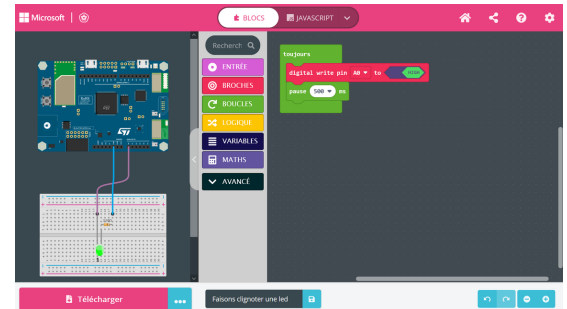 Microsoft
BLOCS
JAVASCRIPT
Recherch
ENTRÉE
BROCHES
BOUCLES
LOGIQUE
VARIABLES
MATHS
AVANCÉ
toujours
digital write pin A0 to HIGH
pause 500 ms
Télécharger
Faisons clignoter une led